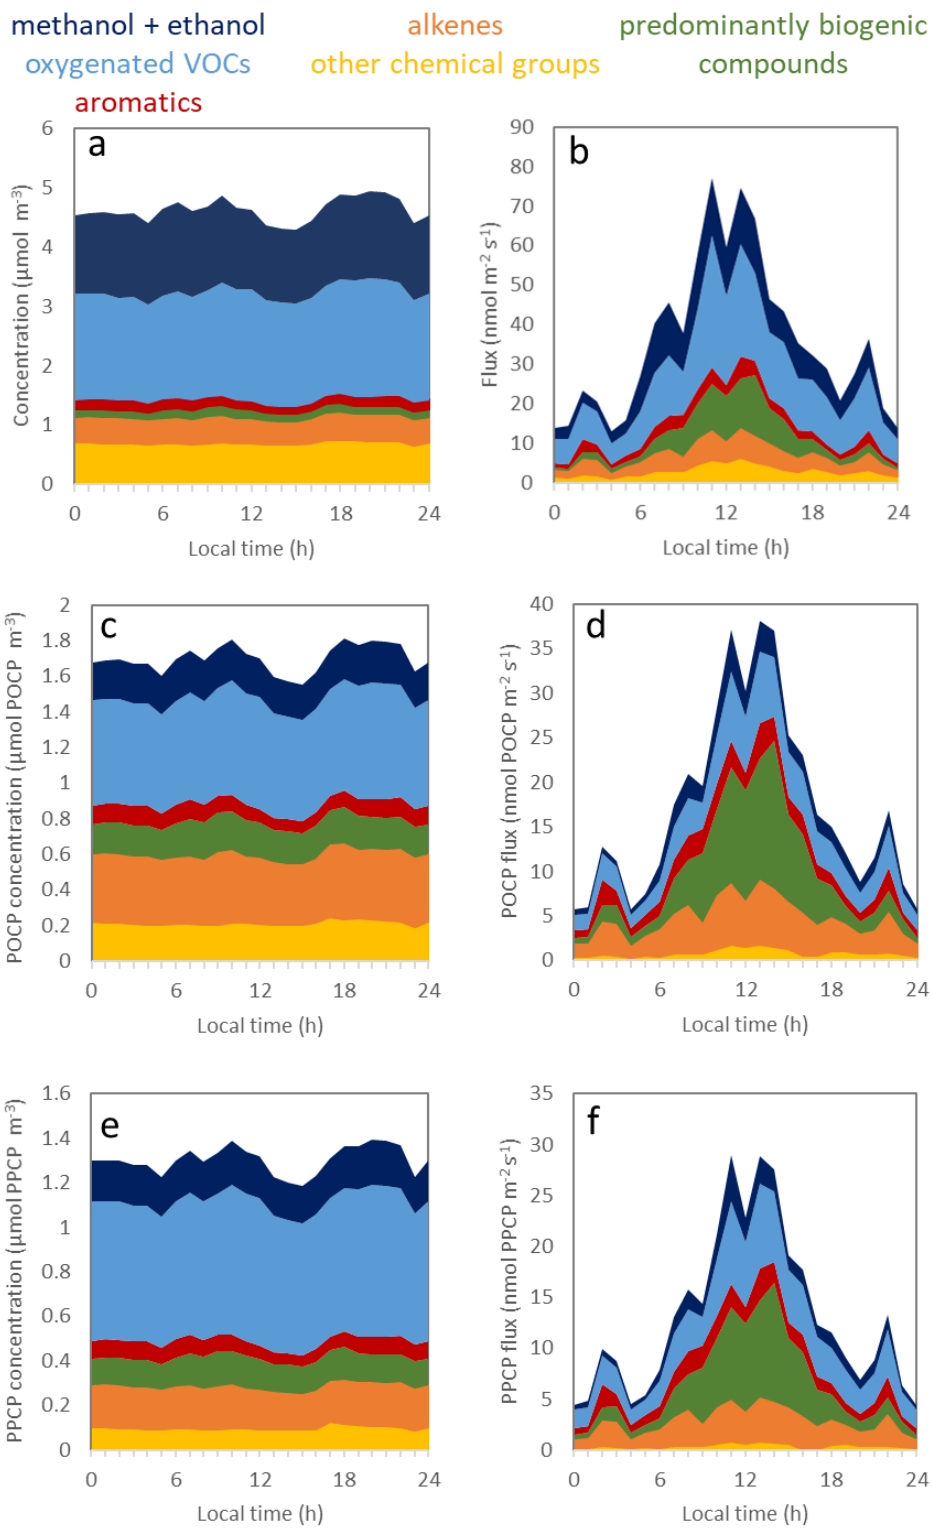 methanol + ethanol alkenes predominantly biogenic
oxygenated VOCs other chemical groups compounds
aromatics
a
Concentration (µmol m⁻³)
6
5
4
3
2
1
0
0 6 12 18 24
Local time (h)
b
Flux (nmol m⁻² s⁻¹)
90
80
70
60
50
40
30
20
10
0
0 6 12 18 24
Local time (h)
c
POCP concentration (µmol POCP m⁻³)
2
1.8
1.6
1.4
1.2
1
0.8
0.6
0.4
0.2
0
0 6 12 18 24
Local time (h)
d
POCP flux (nmol POCP m⁻² s⁻¹)
40
35
30
25
20
15
10
5
0
0 6 12 18 24
Local time (h)
e
PPCP concentration (µmol PPCP m⁻³)
1.6
1.4
1.2
1
0.8
0.6
0.4
0.2
0
0 6 12 18 24
Local time (h)
f
PPCP flux (nmol PPCP m⁻² s⁻¹)
35
30
25
20
15
10
5
0
0 6 12 18 24
Local time (h)